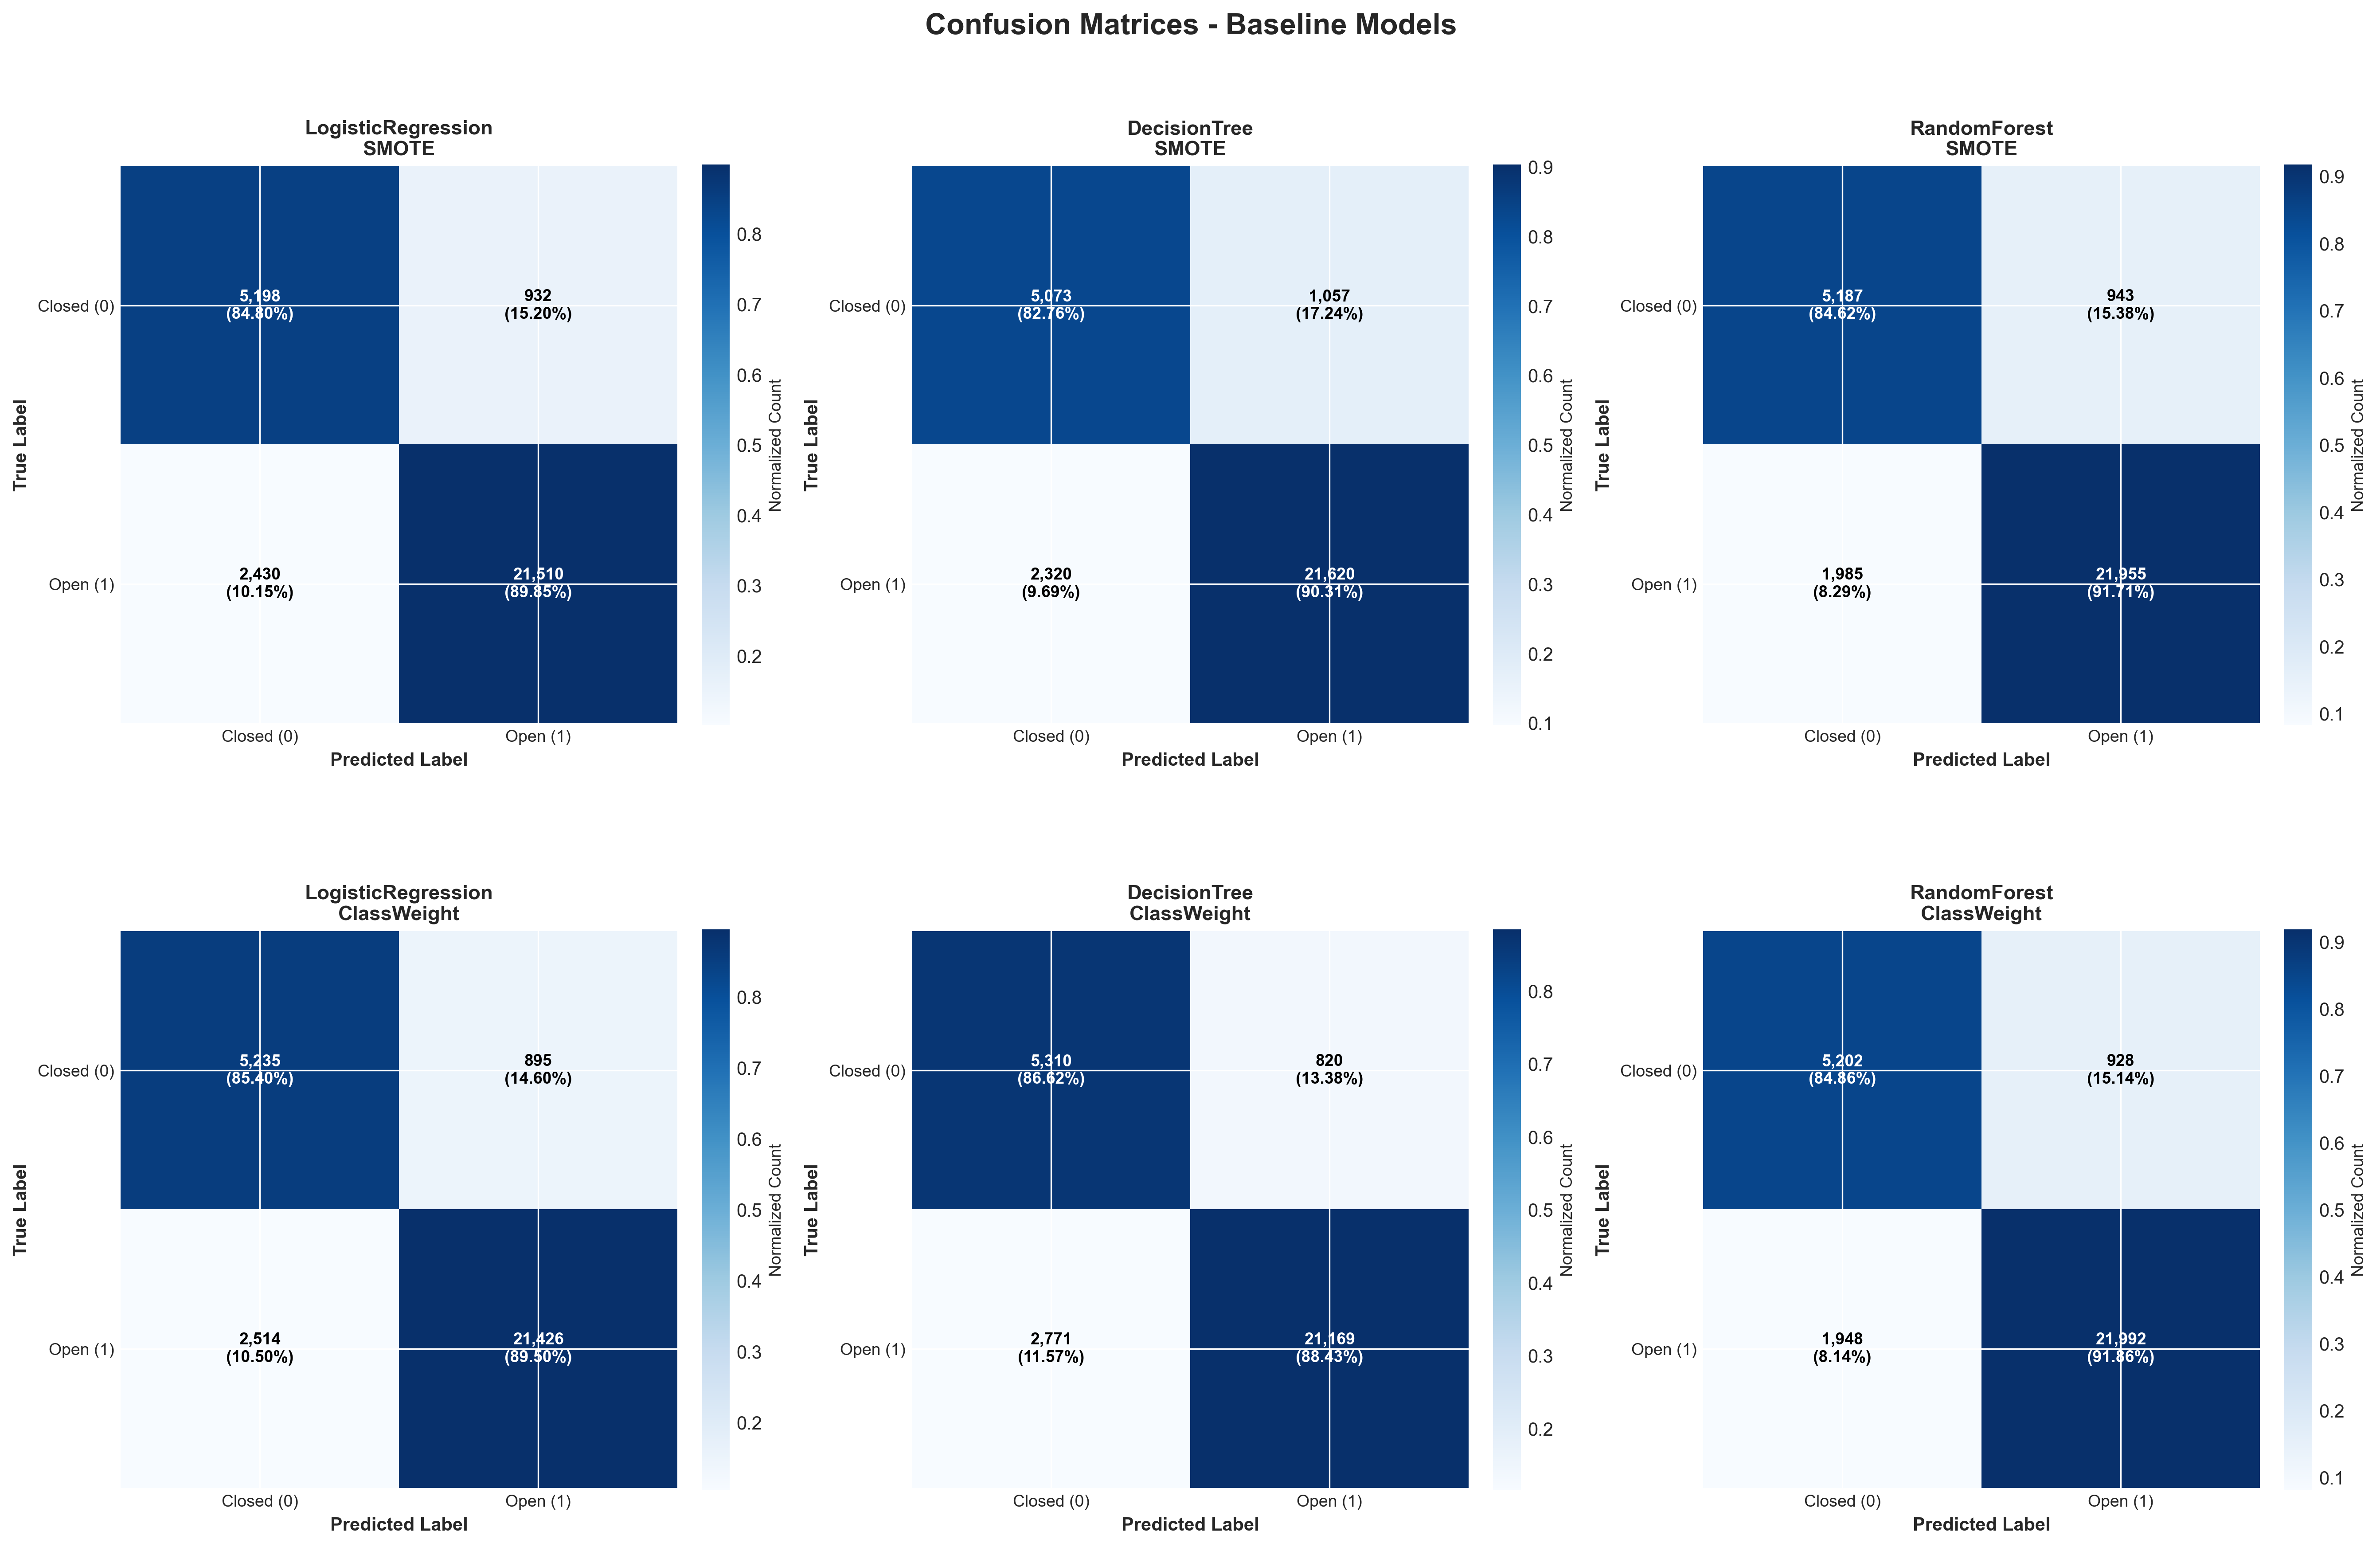 Confusion Matrices - Baseline Models
LogisticRegression
SMOTE
True Label
Closed (0)
Open (1)
5,198
(84.80%)
932
(15.20%)
2,430
(10.15%)
21,510
(89.85%)
Closed (0)
Open (1)
Predicted Label
0.8
0.7
0.6
0.5
0.4
0.3
0.2
Normalized Count
DecisionTree
SMOTE
True Label
Closed (0)
Open (1)
5,073
(82.76%)
1,057
(17.24%)
2,320
(9.69%)
21,620
(90.31%)
Closed (0)
Open (1)
Predicted Label
0.9
0.8
0.7
0.6
0.5
0.4
0.3
0.2
0.1
Normalized Count
RandomForest
SMOTE
True Label
Closed (0)
Open (1)
5,187
(84.62%)
943
(15.38%)
1,985
(8.29%)
21,955
(91.71%)
Closed (0)
Open (1)
Predicted Label
0.9
0.8
0.7
0.6
0.5
0.4
0.3
0.2
0.1
Normalized Count
LogisticRegression
ClassWeight
True Label
Closed (0)
Open (1)
5,235
(85.40%)
895
(14.60%)
2,514
(10.50%)
21,426
(89.50%)
Closed (0)
Open (1)
Predicted Label
0.8
0.7
0.6
0.5
0.4
0.3
0.2
Normalized Count
DecisionTree
ClassWeight
True Label
Closed (0)
Open (1)
5,310
(86.62%)
820
(13.38%)
2,771
(11.57%)
21,169
(88.43%)
Closed (0)
Open (1)
Predicted Label
0.8
0.7
0.6
0.5
0.4
0.3
0.2
Normalized Count
RandomForest
ClassWeight
True Label
Closed (0)
Open (1)
5,202
(84.86%)
928
(15.14%)
1,948
(8.14%)
21,992
(91.86%)
Closed (0)
Open (1)
Predicted Label
0.9
0.8
0.7
0.6
0.5
0.4
0.3
0.2
0.1
Normalized Count